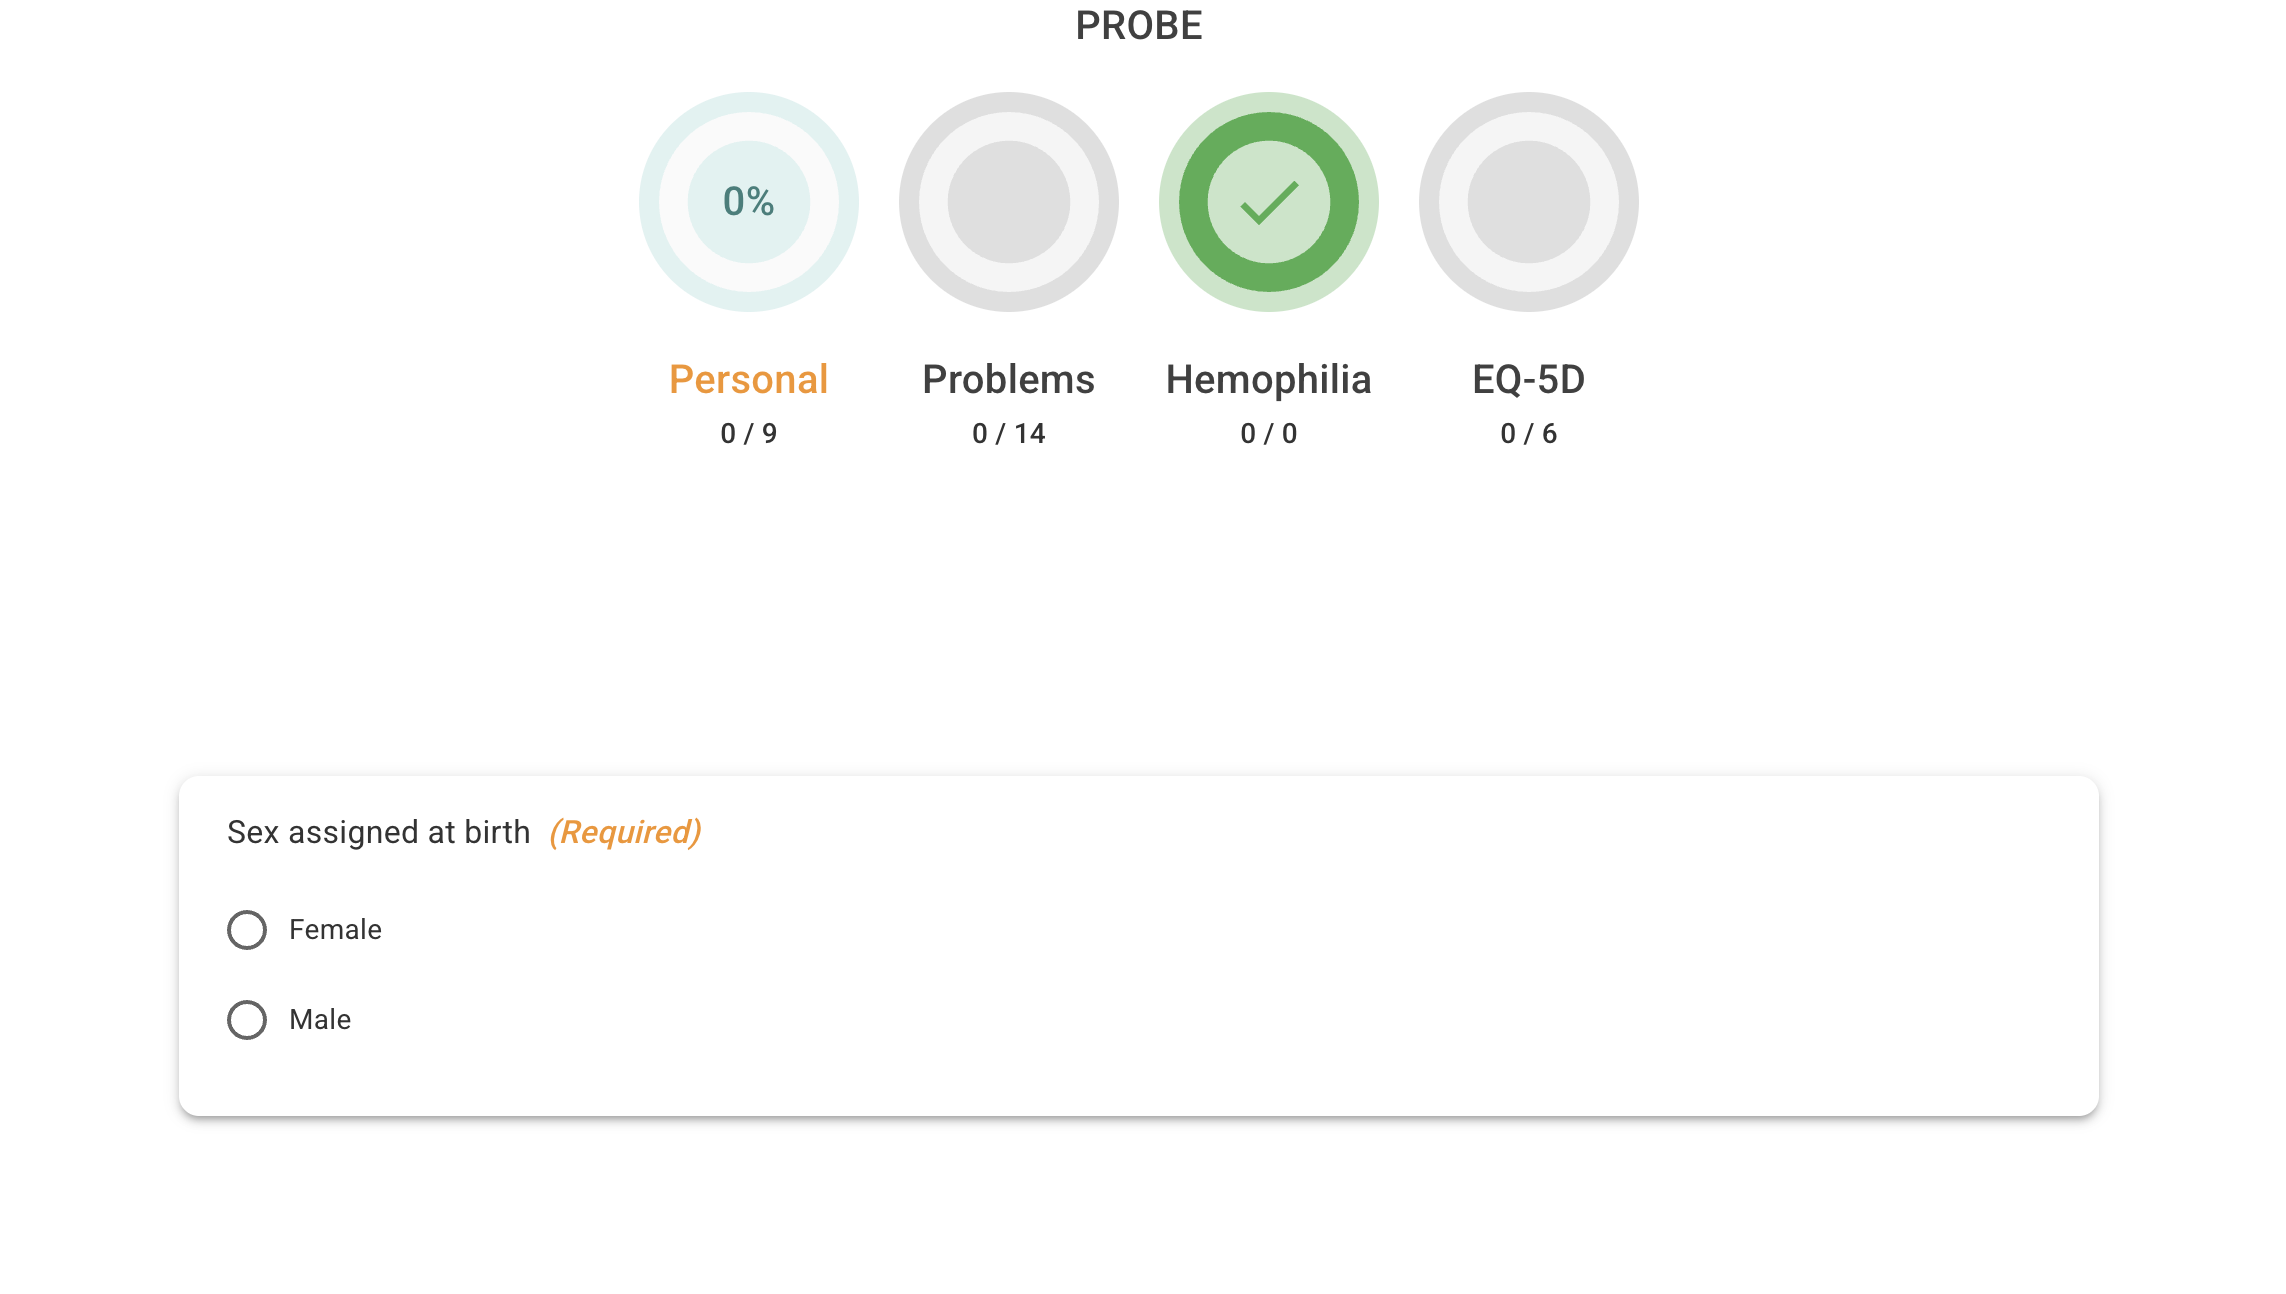 PROBE
0%
Personal Problems Hemophilia EQ-5D
0 / 9 0 / 14 0 / 0 0 / 6
Sex assigned at birth (Required)
Female
Male